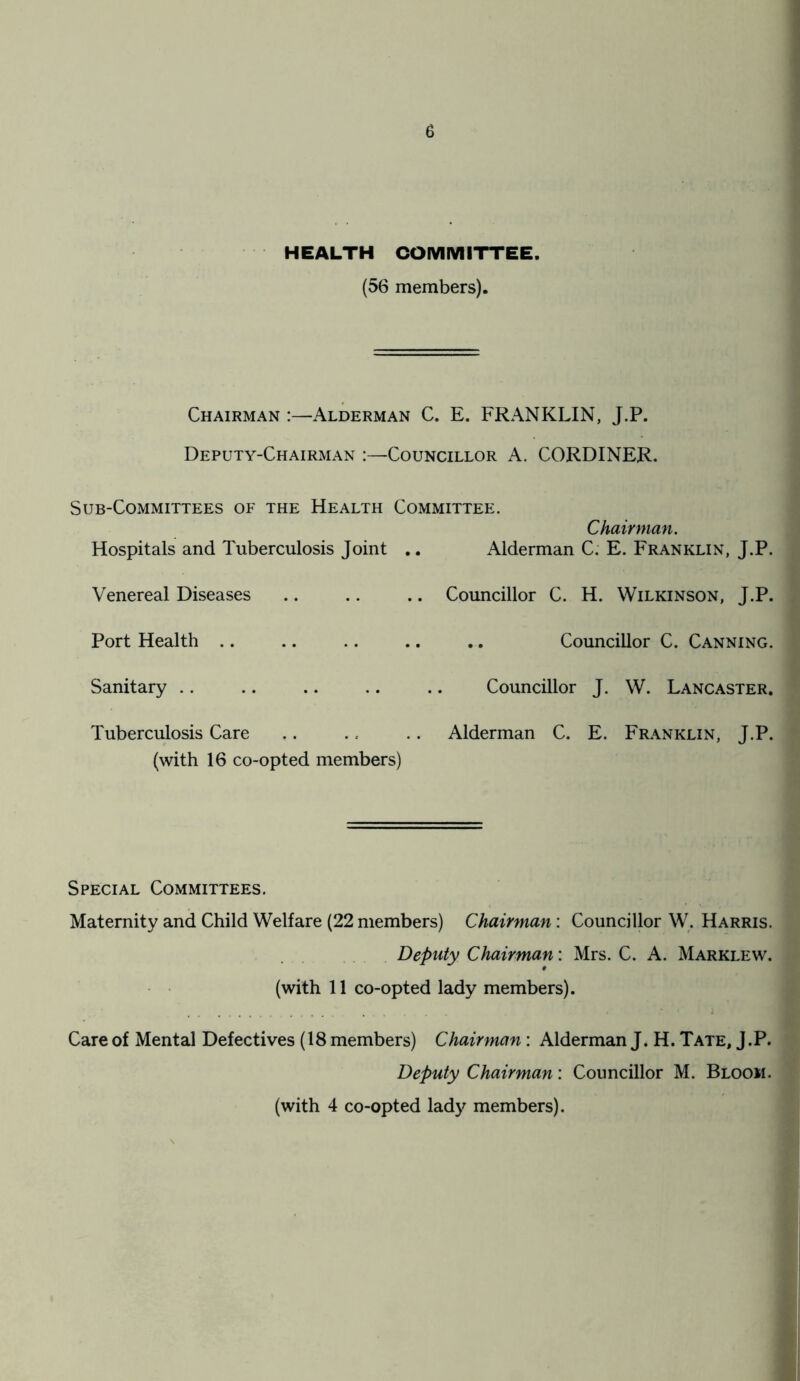 6
HEALTH COMMITTEE.
(56 members).
Chairman :—Alderman C. E. FRANKLIN, J.P.
Deputy-Chairman :—Councillor A. CORDINER.
Sub-Committees of the Health Committee.
Chairman.
Hospitals and Tuberculosis Joint .. Alderman C. E. Franklin, J.P.
Venereal Diseases .. .. .. Councillor C. H. Wilkinson, J.P.
Port Health .. .. .. .. .. Councillor C. Canning.
Sanitary .. .. .. .. .. Councillor J. W. Lancaster.
Tuberculosis Care .. .. .. Alderman C. E. Franklin, J.P.
(with 16 co-opted members)
Special Committees.
Maternity and Child Welfare (22 members) Chairman : Councillor W. Harris.
Deputy Chairman : Mrs. C. A. Marklew.
(with 11 co-opted lady members).
Care of Mental Defectives (18 members) Chairman : Alderman J. H. Tate, J.P.
Deputy Chairman : Councillor M. Bloom.
(with 4 co-opted lady members).